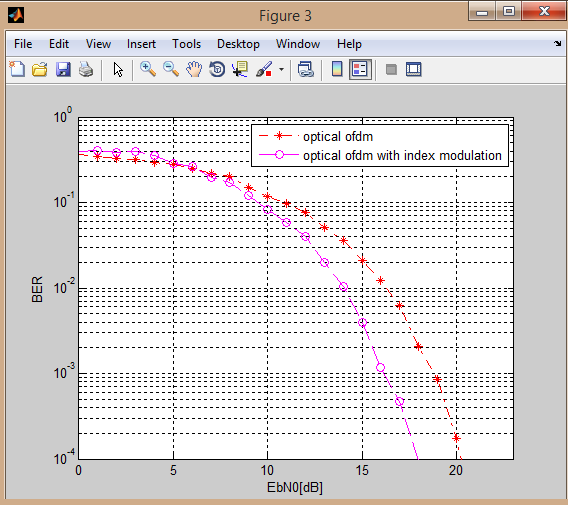 Figure 3
File Edit View Insert Tools Desktop Window Help
10^0
optical ofdm
optical ofdm with index modulation
10^-1
BER
10^-2
10^-3
10^-4
0 5 10 15 20
EbN0[dB]